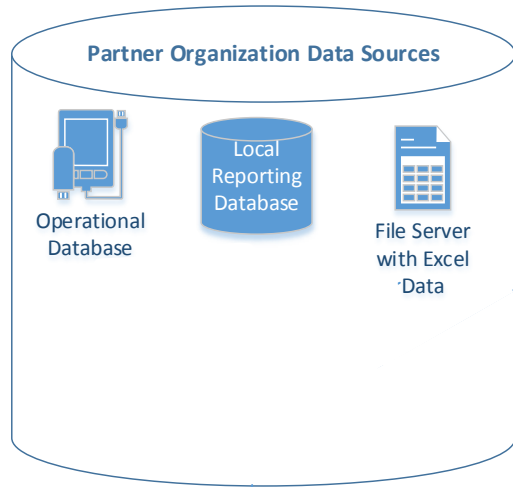 Partner Organization Data Sources
Operational
Database
Local
Reporting
Database
File Server
with Excel
Data